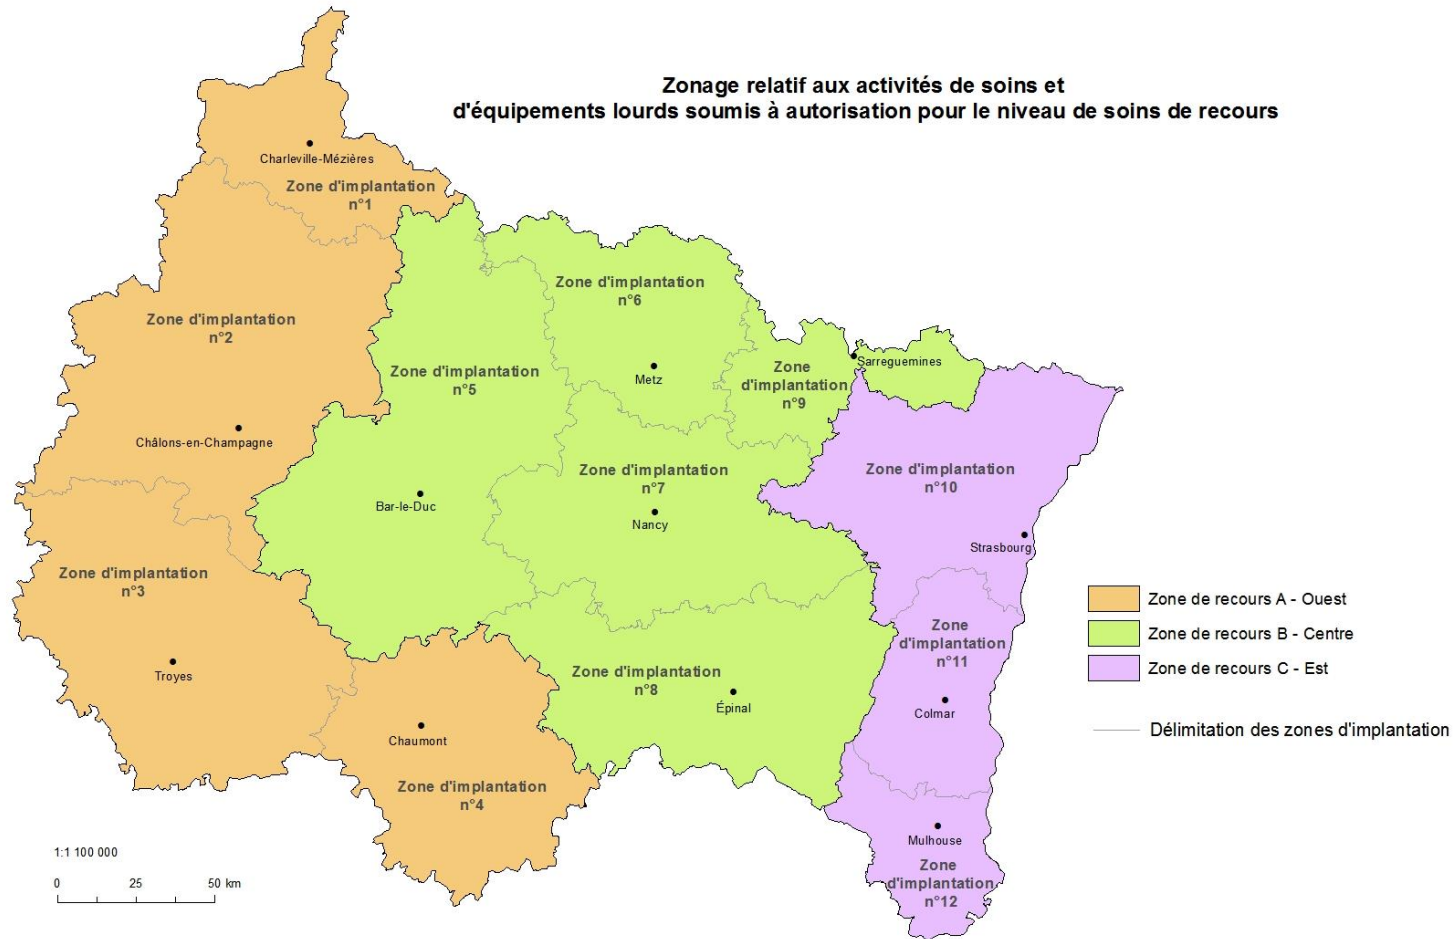 Zonage relatif aux activités de soins et
d'équipements lourds soumis à autorisation pour le niveau de soins de recours
Charleville-Mézières
Zone d'implantation
n°1
Zone d'implantation
n°2
Châlons-en-Champagne
Zone d'implantation
n°3
Troyes
Chaumont
Zone d'implantation
n°4
Zone d'implantation
n°5
Bar-le-Duc
Zone d'implantation
n°6
Metz
Zone d'implantation
n°7
Nancy
Zone d'implantation
n°8
Épinal
Zone
d'implantation
n°9
Sarreguemines
Zone d'implantation
n°10
Strasbourg
Zone
d'implantation
n°11
Colmar
Mulhouse
Zone
d'implantation
n°12
Zone de recours A - Ouest
Zone de recours B - Centre
Zone de recours C - Est
Délimitation des zones d'implantation
1:1 100 000
0 25 50 km